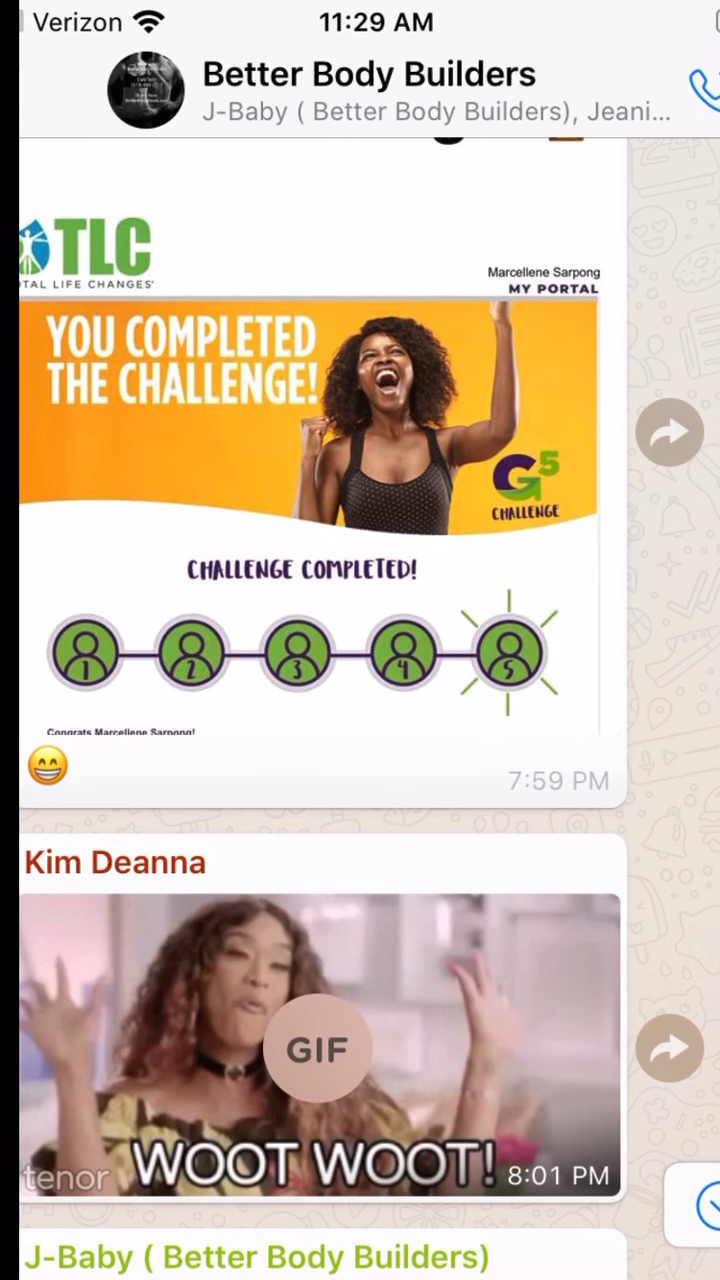 Verizon 11:29 AM
Better Body Builders
J-Baby ( Better Body Builders), Jeani...
TLC
TAL LIFE CHANGES
Marcellene Sarpong
MY PORTAL
YOU COMPLETED
THE CHALLENGE!
G5
CHALLENGE
CHALLENGE COMPLETED!
1 2 3 4 5
Congrats Marcellene Sarpong!
7:59 PM
Kim Deanna
GIF
WOOT WOOT!
tenor 8:01 PM
J-Baby ( Better Body Builders)